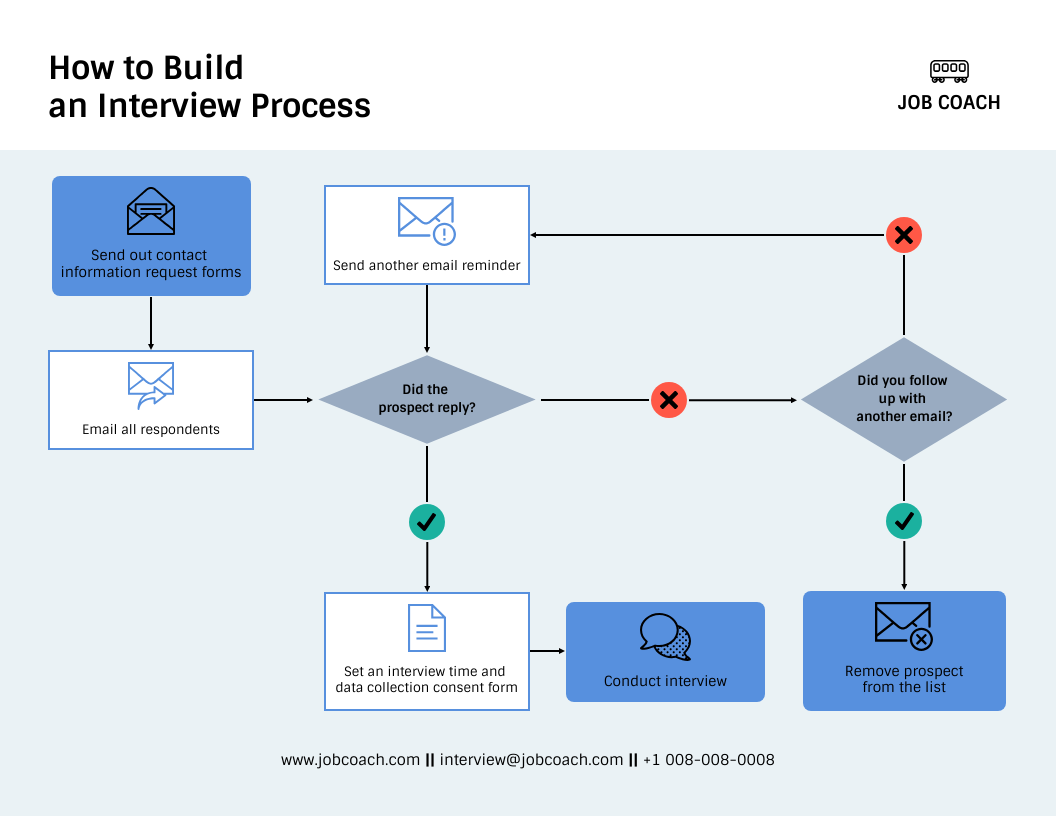 How to Build
an Interview Process
JOB COACH
Send out contact
information request forms
Send another email reminder
Email all respondents
Did the
prospect reply?
Did you follow
up with
another email?
Set an interview time and
data collection consent form
Conduct interview
Remove prospect
from the list
www.jobcoach.com || interview@jobcoach.com || +1 008-008-0008